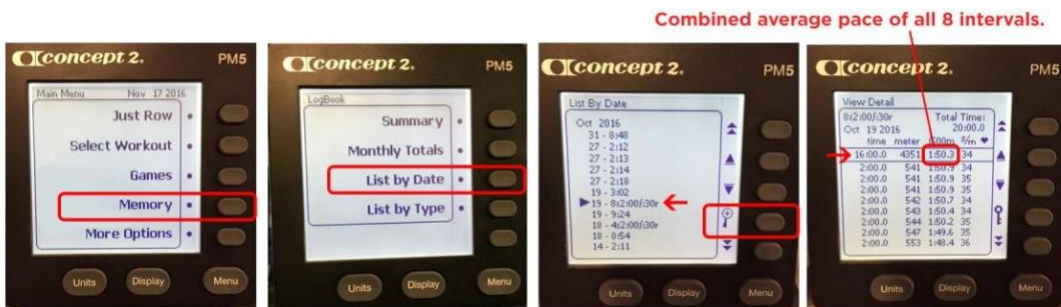 Combined average pace of all 8 intervals.
concept 2. PM5
Main Menu Nov 17 2016
Just Row
Select Workout
Games
Memory
More Options
Units Display Menu
concept 2. PM5
LogBook
Summary
Monthly Totals
List by Date
List by Type
Units Display Menu
concept 2. PM5
List By Date
Oct 2016
31 - 8:48
27 - 2:12
27 - 2:13
27 - 2:14
27 - 2:18
19 - 3:02
19 - 8x2:00/:30r
19 - 9:24
18 - 4x2:00/:30r
18 - 8:54
14 - 2:11
Units Display Menu
concept 2. PM5
View Detail
8x2:00/:30r Total Time:
Oct 19 2016 20:00.0
time meter /500m s/m
16:00.0 4351 1:50.3 34
2:00.0 541 1:50.9 34
2:00.0 541 1:50.9 35
2:00.0 541 1:50.9 35
2:00.0 542 1:50.7 34
2:00.0 543 1:50.4 34
2:00.0 544 1:50.2 35
2:00.0 547 1:49.6 35
2:00.0 553 1:48.4 36
Units Display Menu